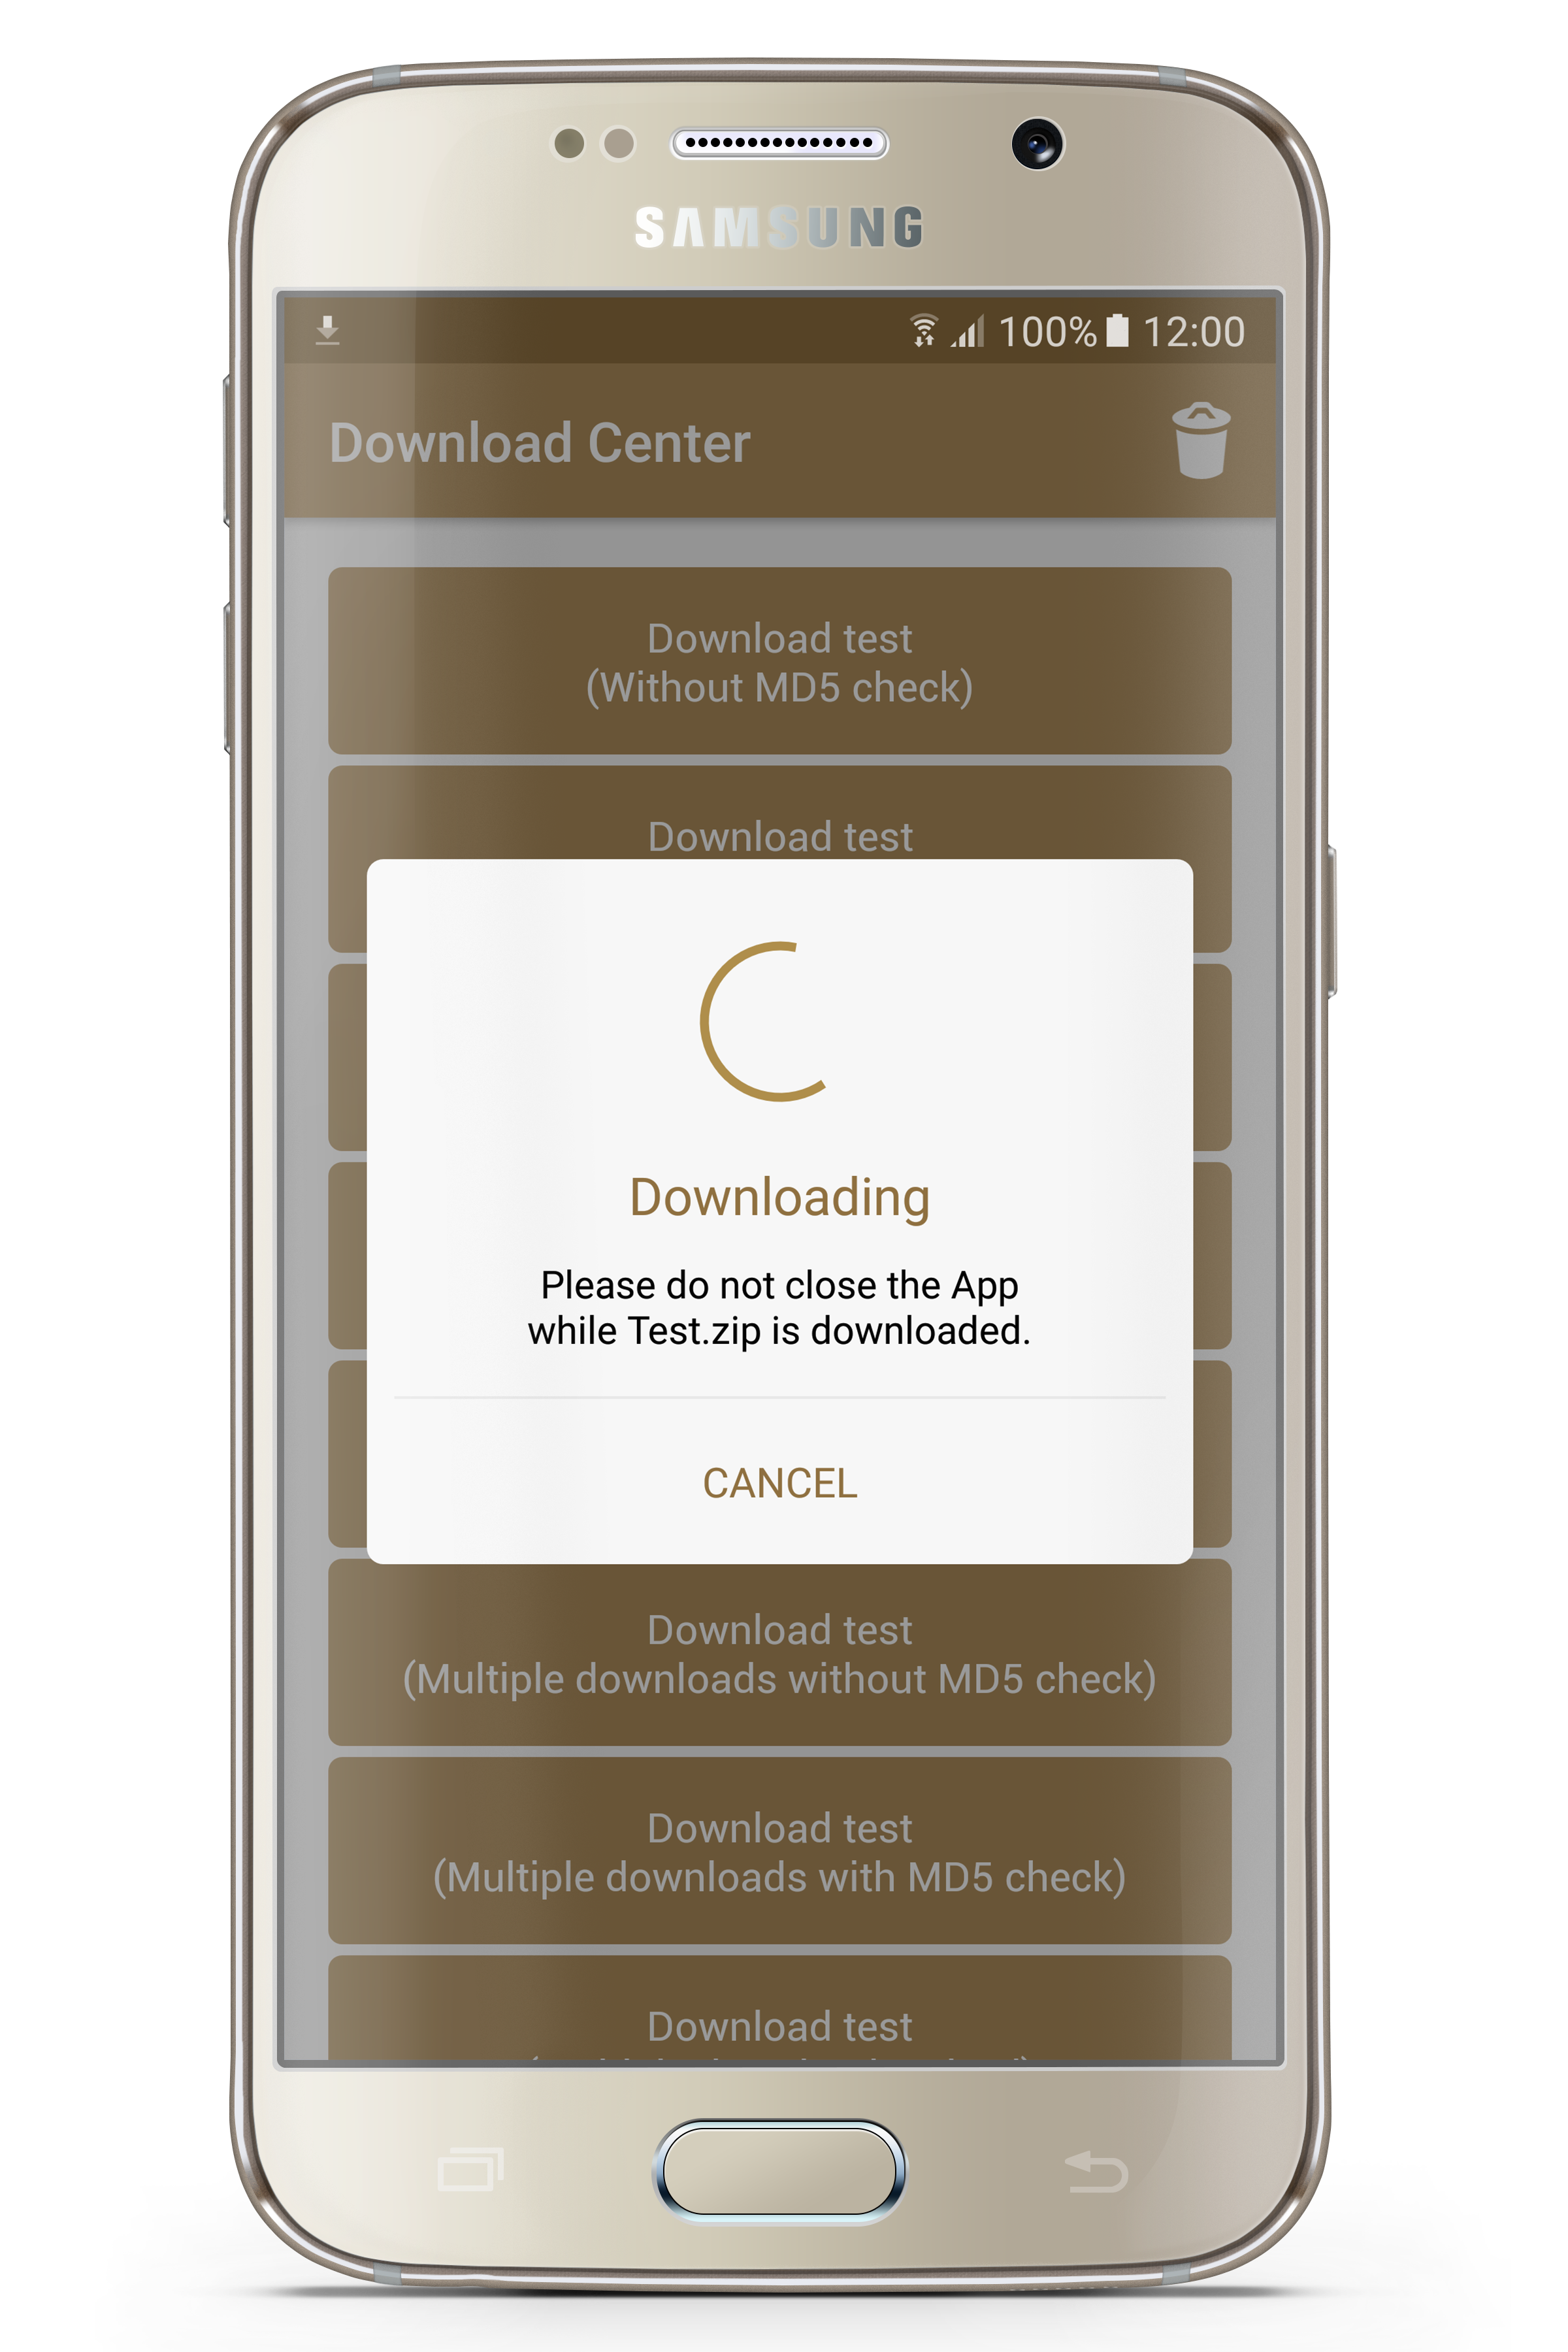 SAMSUNG
100% 12:00
Download Center
Download test
(Without MD5 check)
Download test
Downloading
Please do not close the App
while Test.zip is downloaded.
CANCEL
Download test
(Multiple downloads without MD5 check)
Download test
(Multiple downloads with MD5 check)
Download test